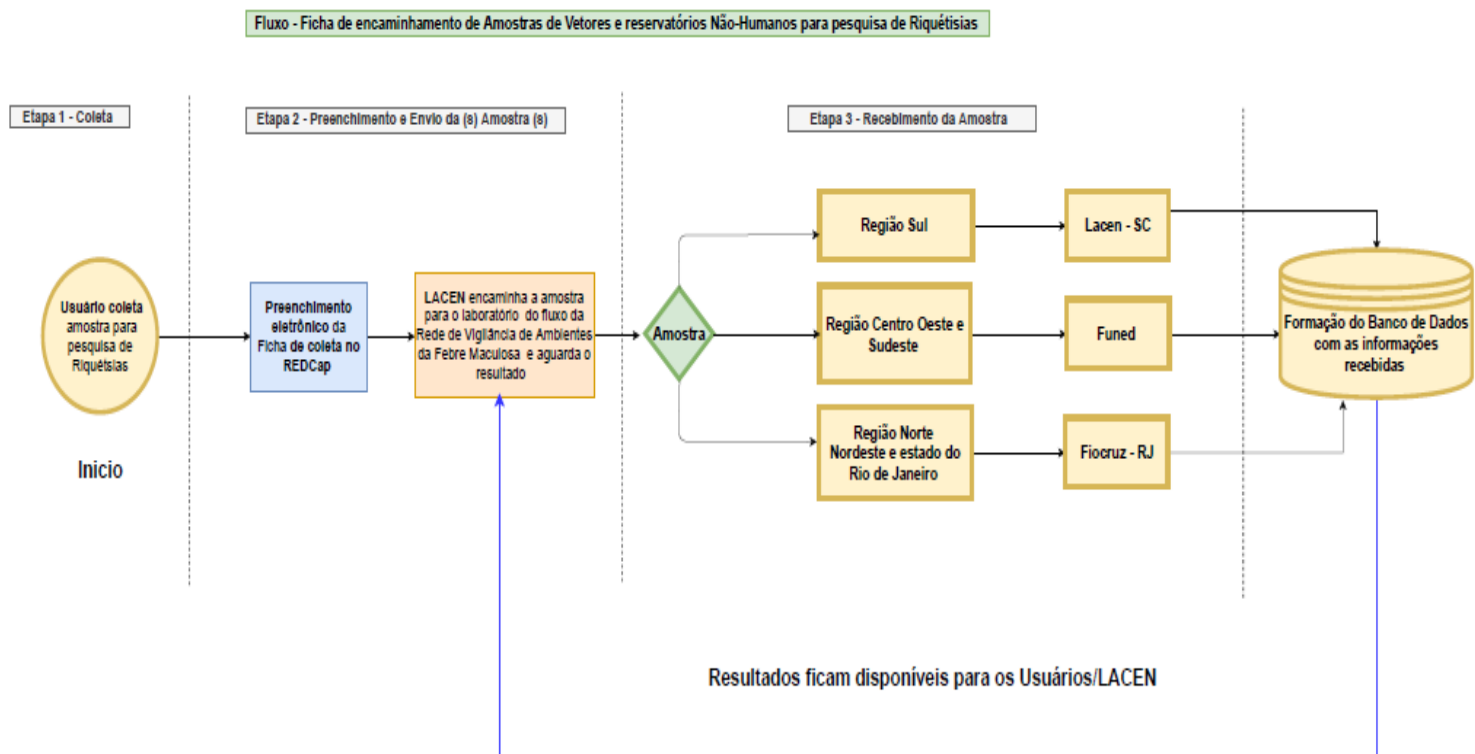 Fluxo - Ficha de encaminhamento de Amostras de Vetores e reservatórios Não-Humanos para pesquisa de Riquétisias
Etapa 1 - Coleta
Etapa 2 - Preenchimento e Envio da (s) Amostra (s)
Etapa 3 - Recebimento da Amostra
Usuário coleta
amostra para
pesquisa de
Riquétsias
Inicio
Preenchimento
eletrônico da
Ficha de coleta no
REDCap
LACEN encaminha a amostra
para o laboratório do fluxo da
Rede de Vigilância de Ambientes
da Febre Maculosa e aguarda o
resultado
Amostra
Região Sul
Lacen - SC
Região Centro Oeste e
Sudeste
Funed
Região Norte
Nordeste e estado do
Rio de Janeiro
Fiocruz - RJ
Formação do Banco de Dados
com as informações
recebidas
Resultados ficam disponíveis para os Usuários/LACEN